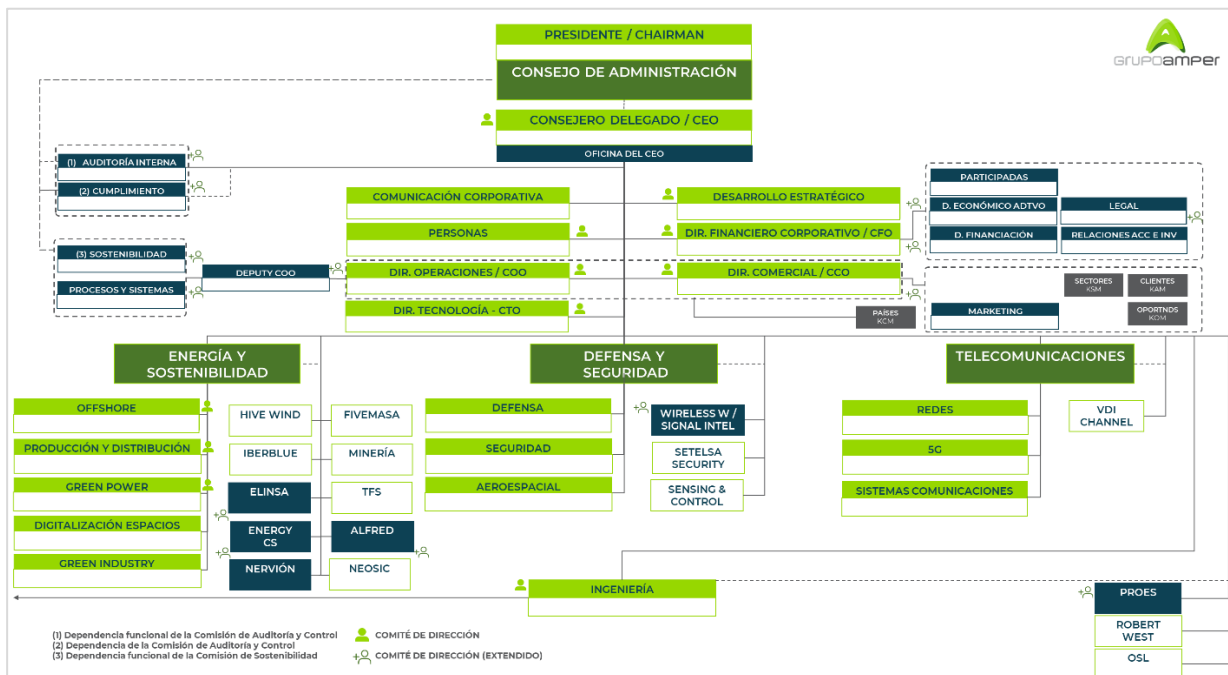 PRESIDENTE / CHAIRMAN
GRUPOAMPER
CONSEJO DE ADMINISTRACIÓN
CONSEJERO DELEGADO / CEO
OFICINA DEL CEO
(1) AUDITORÍA INTERNA
(2) CUMPLIMIENTO
COMUNICACIÓN CORPORATIVA
DESARROLLO ESTRATÉGICO
PERSONAS
DIR. FINANCIERO CORPORATIVO / CFO
PARTICIPADAS
D. ECONÓMICO ADTVO
LEGAL
D. FINANCIACIÓN
RELACIONES ACC E INV
(3) SOSTENIBILIDAD
PROCESOS Y SISTEMAS
DEPUTY COO
DIR. OPERACIONES / COO
DIR. COMERCIAL / CCO
DIR. TECNOLOGÍA - CTO
PAÍSES
KCM
SECTORES
KSM
CLIENTES
KAM
MARKETING
OPORTNDS
KOM
ENERGÍA Y
SOSTENIBILIDAD
DEFENSA Y
SEGURIDAD
TELECOMUNICACIONES
OFFSHORE
PRODUCCIÓN Y DISTRIBUCIÓN
GREEN POWER
DIGITALIZACIÓN ESPACIOS
GREEN INDUSTRY
HIVE WIND
FIVEMASA
IBERBLUE
MINERÍA
ELINSA
TFS
ENERGY
CS
ALFRED
NERVIÓN
NEOSIC
DEFENSA
SEGURIDAD
AEROESPACIAL
WIRELESS W /
SIGNAL INTEL
SETELSA
SECURITY
SENSING &
CONTROL
REDES
5G
SISTEMAS COMUNICACIONES
VDI
CHANNEL
INGENIERÍA
PROES
ROBERT
WEST
OSL
(1) Dependencia funcional de la Comisión de Auditoría y Control
(2) Dependencia de la Comisión de Auditoría y Control
(3) Dependencia funcional de la Comisión de Sostenibilidad
COMITÉ DE DIRECCIÓN
COMITÉ DE DIRECCIÓN (EXTENDIDO)